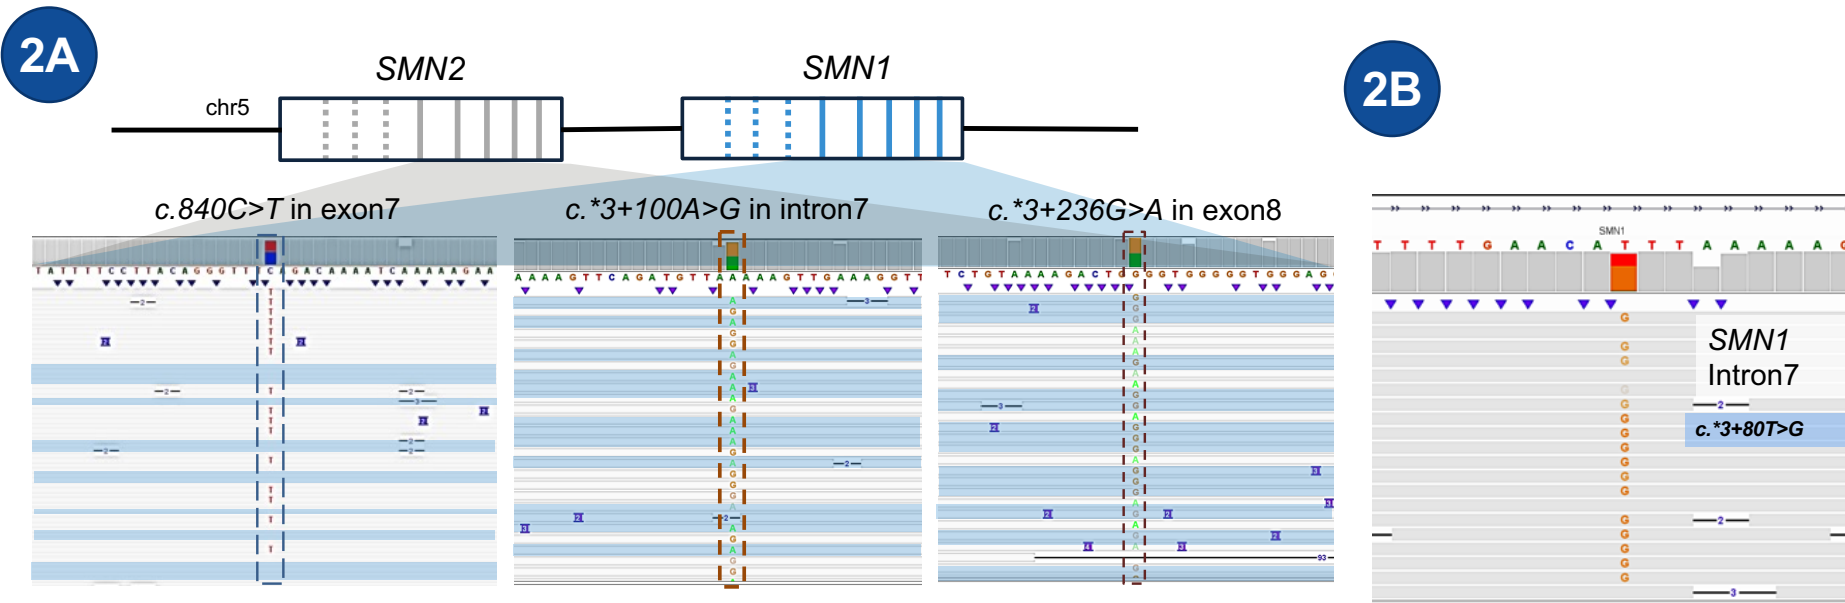 2A
SMN2
SMN1
2B
chr5
c.840C>T in exon7
c.*3+100A>G in intron7
c.*3+236G>A in exon8
SMN1
T T T T G A A C A T T T A A A A A G
T A T T T T C C T T A C A G G G T T T C A G A C A A A A T C A A A A A G A A
A A A A G T T C A G A T G T T A A A A A G T T G A A A G G T T
T C T G T A A A A G A C T G G G G T G G G G G T G G G A G
SMN1
Intron7
c.*3+80T>G